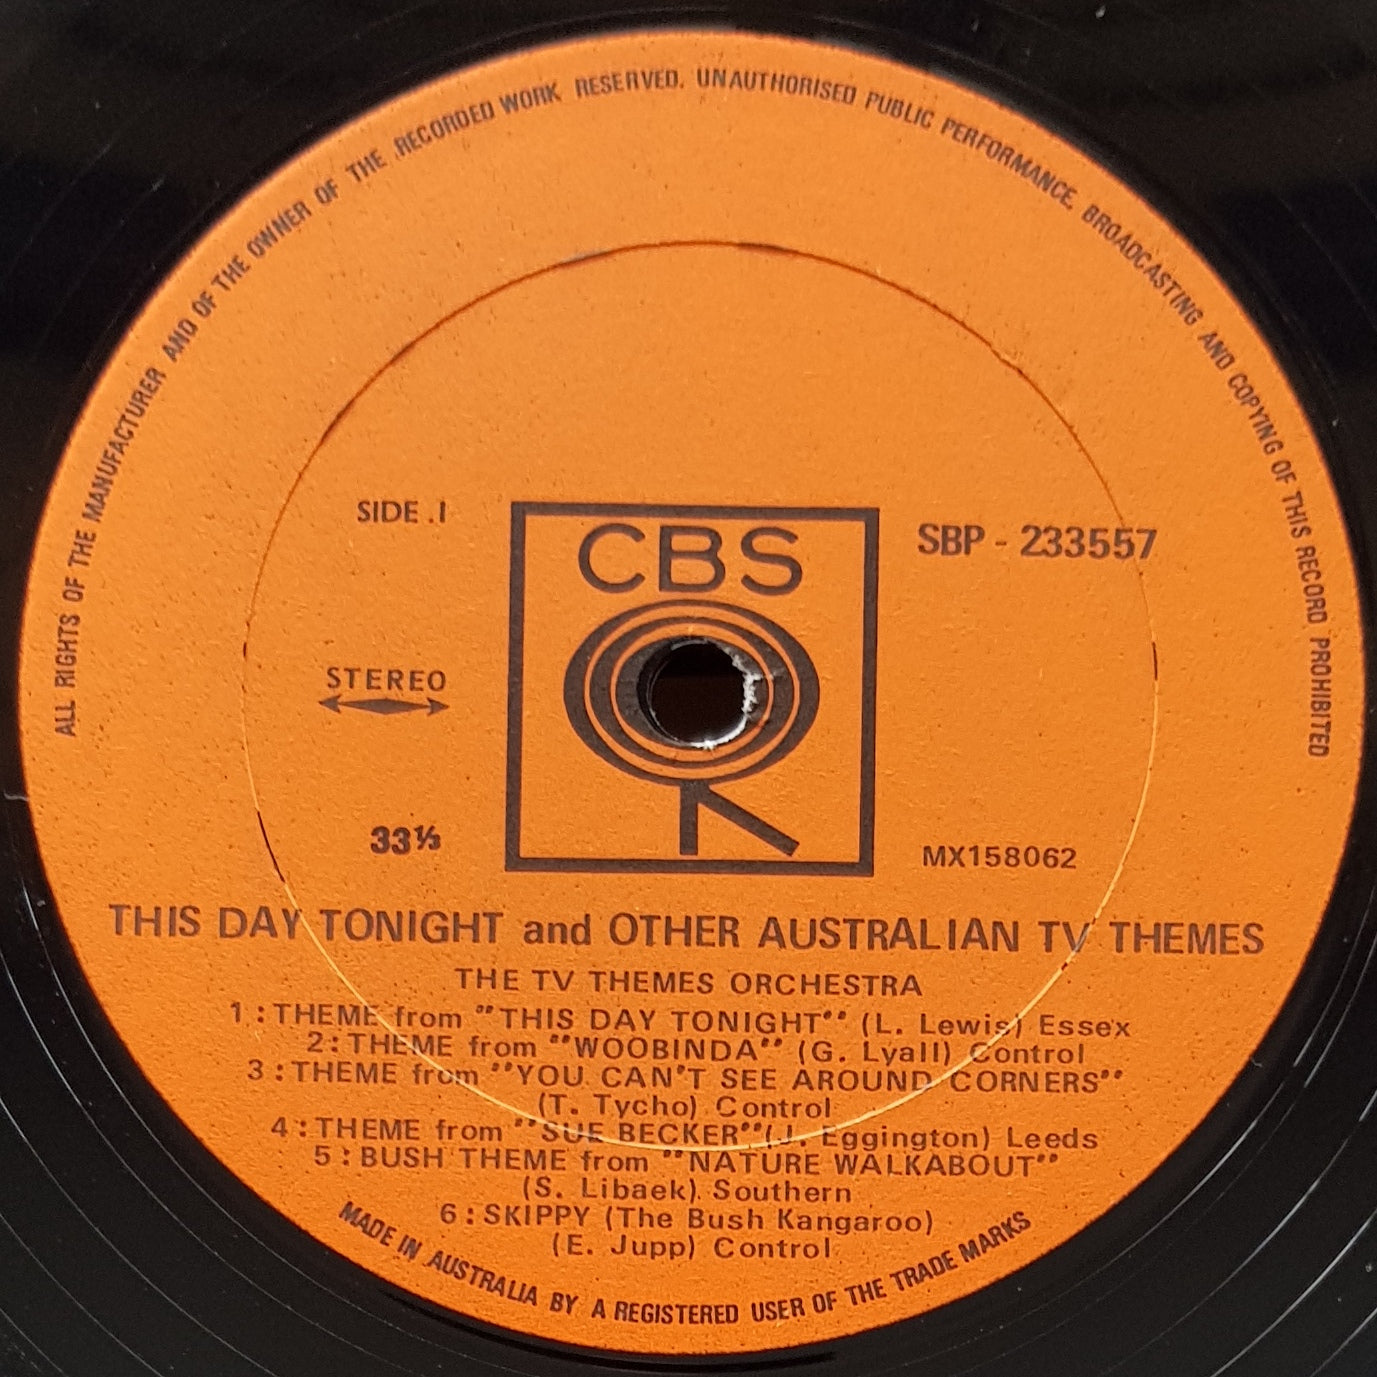 ALL RIGHTS OF THE MANUFACTURER AND OF THE OWNER OF THE RECORDED WORK RESERVED. UNAUTHORISED PUBLIC PERFORMANCE, BROADCASTING AND COPYING OF THIS RECORD PROHIBITED
SIDE .1
CBS
SBP - 233557
STEREO
33⅓
MX158062
THIS DAY TONIGHT and OTHER AUSTRALIAN TV THEMES
THE TV THEMES ORCHESTRA
1 : THEME from "THIS DAY TONIGHT" (L. Lewis) Essex
2 : THEME from "WOOBINDA" (G. Lyall) Control
3 : THEME from "YOU CAN'T SEE AROUND CORNERS"
(T. Tycho) Control
4 : THEME from "SUE BECKER" (J. Eggington) Leeds
5 : BUSH THEME from "NATURE WALKABOUT"
(S. Libaek) Southern
6 : SKIPPY (The Bush Kangaroo)
(E. Jupp) Control
MADE IN AUSTRALIA BY A REGISTERED USER OF THE TRADE MARKS